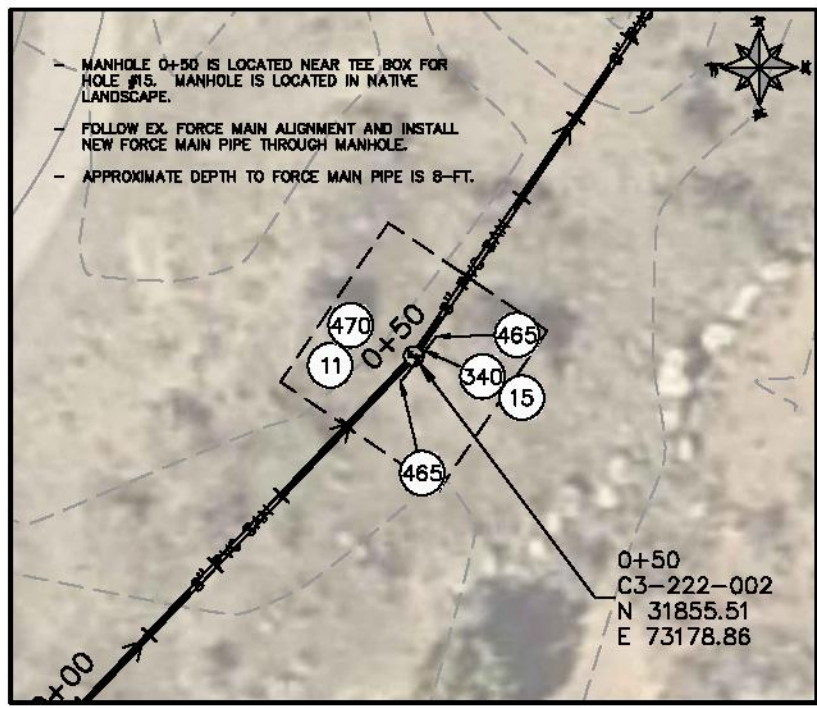 - MANHOLE 0+50 IS LOCATED NEAR TEE BOX FOR
HOLE #15. MANHOLE IS LOCATED IN NATIVE
LANDSCAPE.
- FOLLOW EX. FORCE MAIN ALIGNMENT AND INSTALL
NEW FORCE MAIN PIPE THROUGH MANHOLE.
- APPROXIMATE DEPTH TO FORCE MAIN PIPE IS 8-FT.
470
11
0+50
465
340
15
465
0+50
C3-222-002
N 31855.51
E 73178.86
0+00